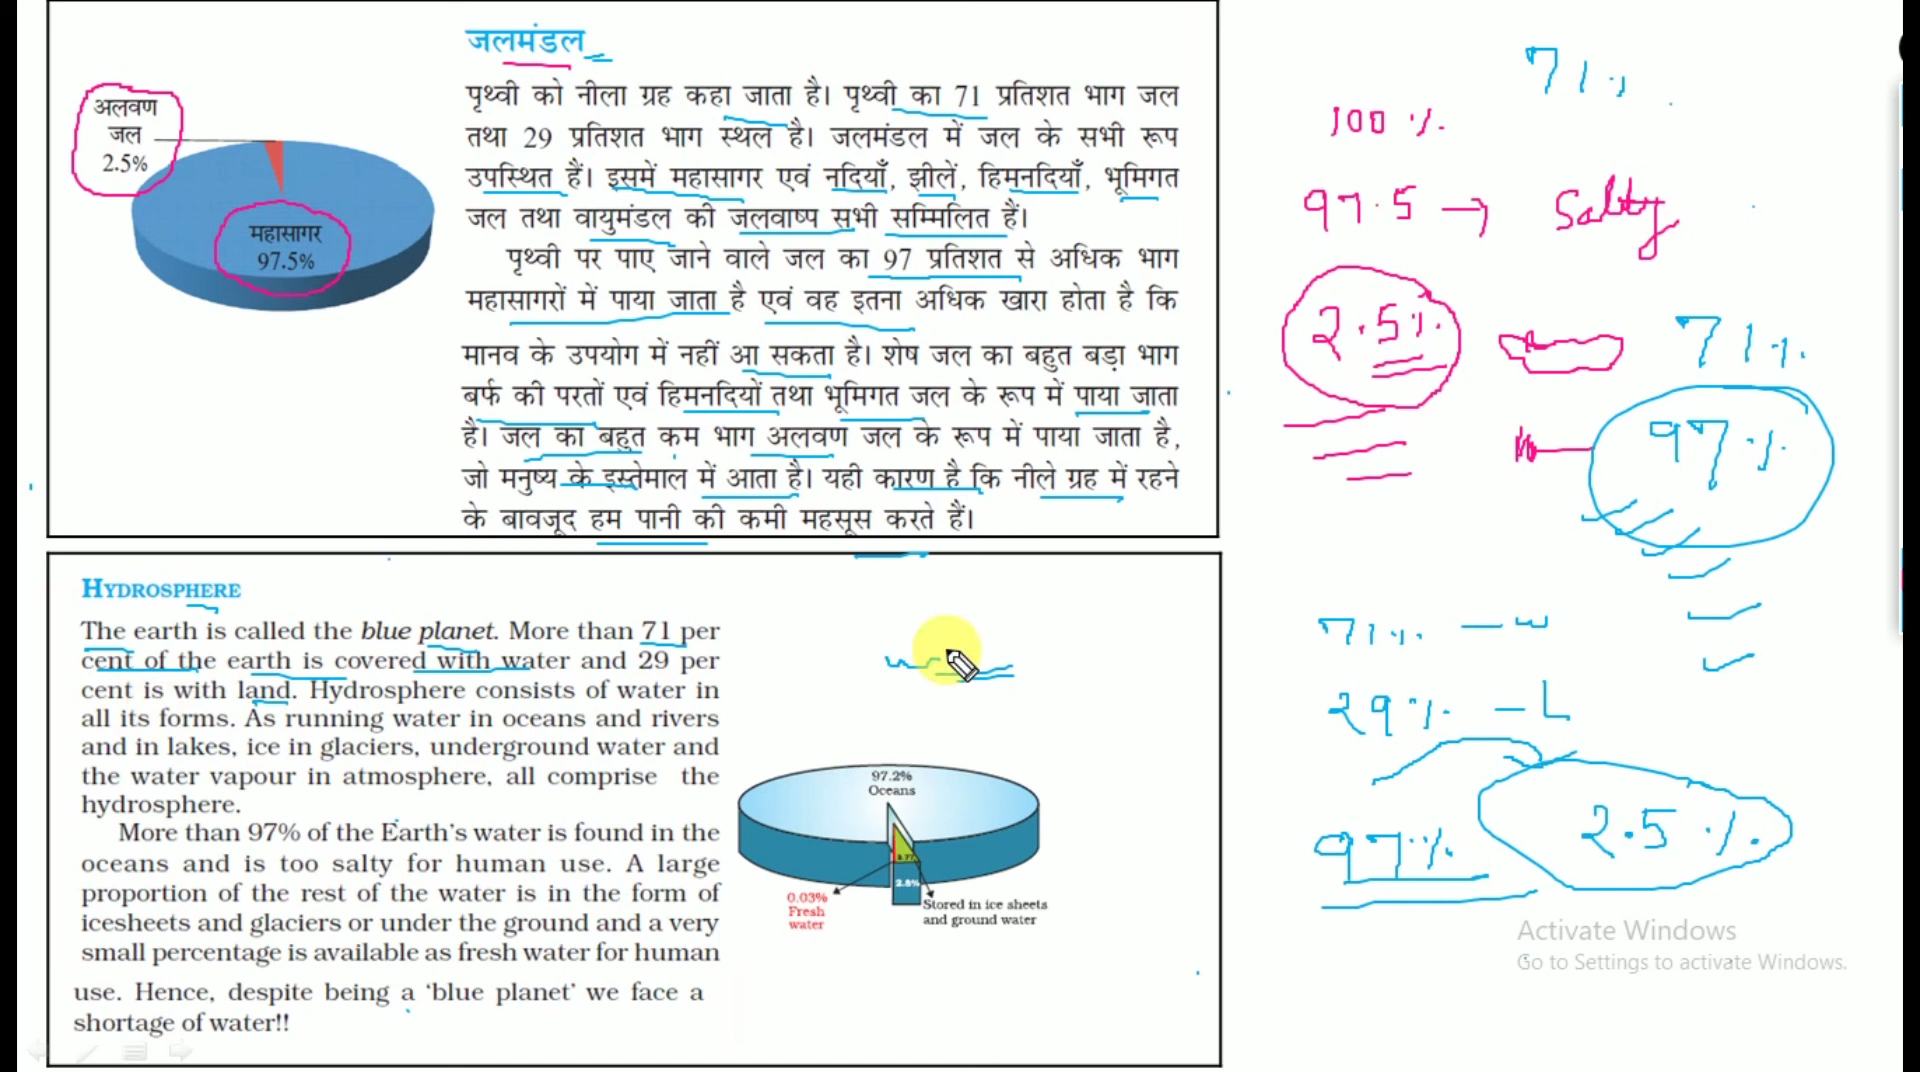 जलमंडल
पृथ्वी को नीला ग्रह कहा जाता है। पृथ्वी का 71 प्रतिशत भाग जल
तथा 29 प्रतिशत भाग स्थल है। जलमंडल में जल के सभी रूप
उपस्थित हैं। इसमें महासागर एवं नदियाँ, झीलें, हिमनदियाँ, भूमिगत
जल तथा वायुमंडल की जलवाष्प सभी सम्मिलित हैं।
पृथ्वी पर पाए जाने वाले जल का 97 प्रतिशत से अधिक भाग
महासागरों में पाया जाता है एवं वह इतना अधिक खारा होता है कि
मानव के उपयोग में नहीं आ सकता है। शेष जल का बहुत बड़ा भाग
बर्फ की परतों एवं हिमनदियों तथा भूमिगत जल के रूप में पाया जाता
है। जल का बहुत कम भाग अलवण जल के रूप में पाया जाता है,
जो मनुष्य के इस्तेमाल में आता है। यही कारण है कि नीले ग्रह में रहने
के बावजूद हम पानी की कमी महसूस करते हैं।
अलवण
जल
2.5%
महासागर
97.5%
71%
100%
97.5 → Salty
2.5%
71%
97%
71% — w
29% — L
97%
2.5%
HYDROSPHERE
The earth is called the blue planet. More than 71 per
cent of the earth is covered with water and 29 per
cent is with land. Hydrosphere consists of water in
all its forms. As running water in oceans and rivers
and in lakes, ice in glaciers, underground water and
the water vapour in atmosphere, all comprise the
hydrosphere.
More than 97% of the Earth's water is found in the
oceans and is too salty for human use. A large
proportion of the rest of the water is in the form of
icesheets and glaciers or under the ground and a very
small percentage is available as fresh water for human
use. Hence, despite being a 'blue planet' we face a
shortage of water!!
97.2%
Oceans
2.8%
0.03%
Fresh
water
Stored in ice sheets
and ground water
Activate Windows
Go to Settings to activate Windows.